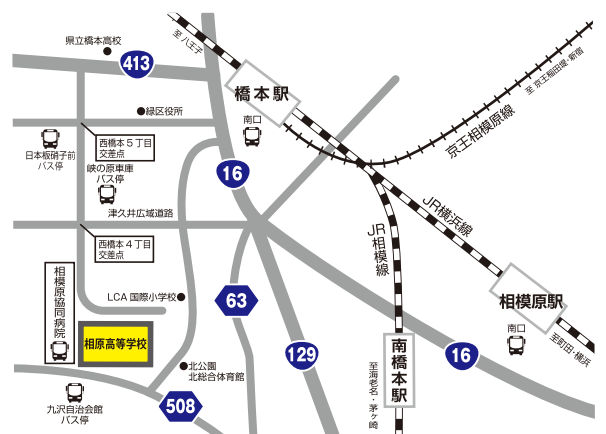 至 八王子
県立橋本高校
413
橋本駅
至 京王稲田堤・新宿
緑区役所
南口
京王相模原線
日本板硝子前
バス停
西橋本5丁目
交差点
峡の原車庫
バス停
16
津久井広域道路
JR横浜線
JR相模線
西橋本4丁目
交差点
相模原協同病院
LCA 国際小学校
63
相模原駅
南口
至町田・横浜
相原高等学校
129
南橋本駅
16
北公園
北総合体育館
至海老名・茅ヶ崎
九沢自治会館
バス停
508